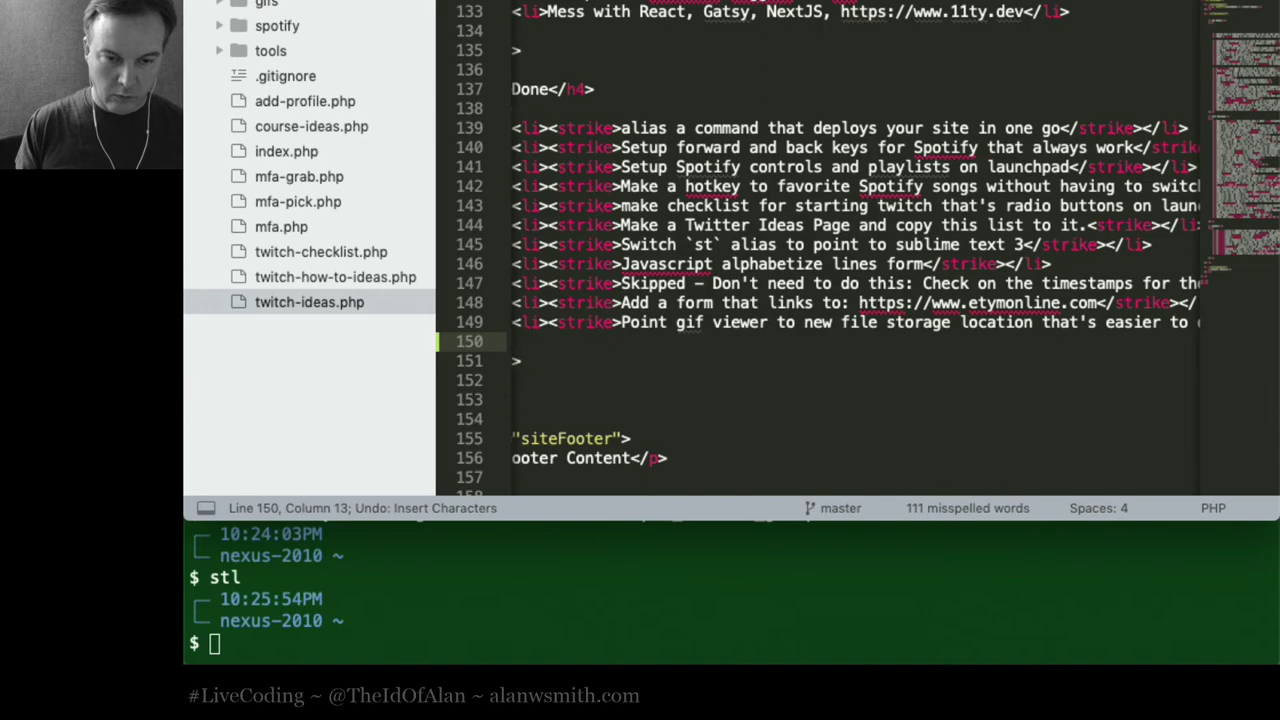 gifs
spotify
tools
.gitignore
add-profile.php
course-ideas.php
index.php
mfa-grab.php
mfa-pick.php
mfa.php
twitch-checklist.php
twitch-how-to-ideas.php
twitch-ideas.php
133 <li>Mess with React, Gatsy, NextJS, https://www.11ty.dev</li>
134
135 >
136
137 Done</h4>
138
139 <li><strike>alias a command that deploys your site in one go</strike></li>
140 <li><strike>Setup forward and back keys for Spotify that always work</strike
141 <li><strike>Setup Spotify controls and playlists on launchpad</strike></li>
142 <li><strike>Make a hotkey to favorite Spotify songs without having to switc
143 <li><strike>make checklist for starting twitch that's radio buttons on laun
144 <li><strike>Make a Twitter Ideas Page and copy this list to it.<strike></li>
145 <li><strike>Switch `st` alias to point to sublime text 3</strike></li>
146 <li><strike>Javascript alphabetize lines form</strike></li>
147 <li><strike>Skipped - Don't need to do this: Check on the timestamps for the
148 <li><strike>Add a form that links to: https://www.etymonline.com</strike></
149 <li><strike>Point gif viewer to new file storage location that's easier to
150
151 >
152
153
154
155 "siteFooter">
156 ooter Content</p>
157
158
Line 150, Column 13; Undo: Insert Characters
master
111 misspelled words
Spaces: 4
PHP
10:24:03PM
nexus-2010 ~
$ stl
10:25:54PM
nexus-2010 ~
$
#LiveCoding ~ @TheIdOfAlan ~ alanwsmith.com